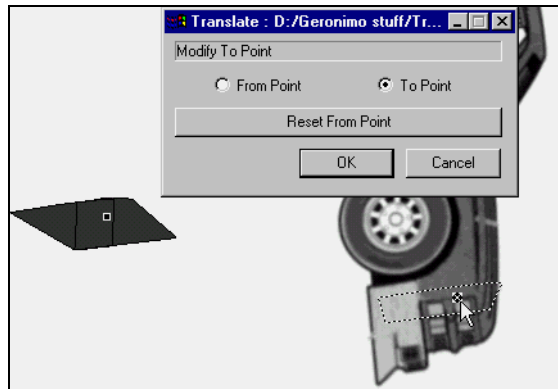 Translate : D:/Geronimo stuff/Tr...
Modify To Point
From Point
To Point
Reset From Point
OK
Cancel